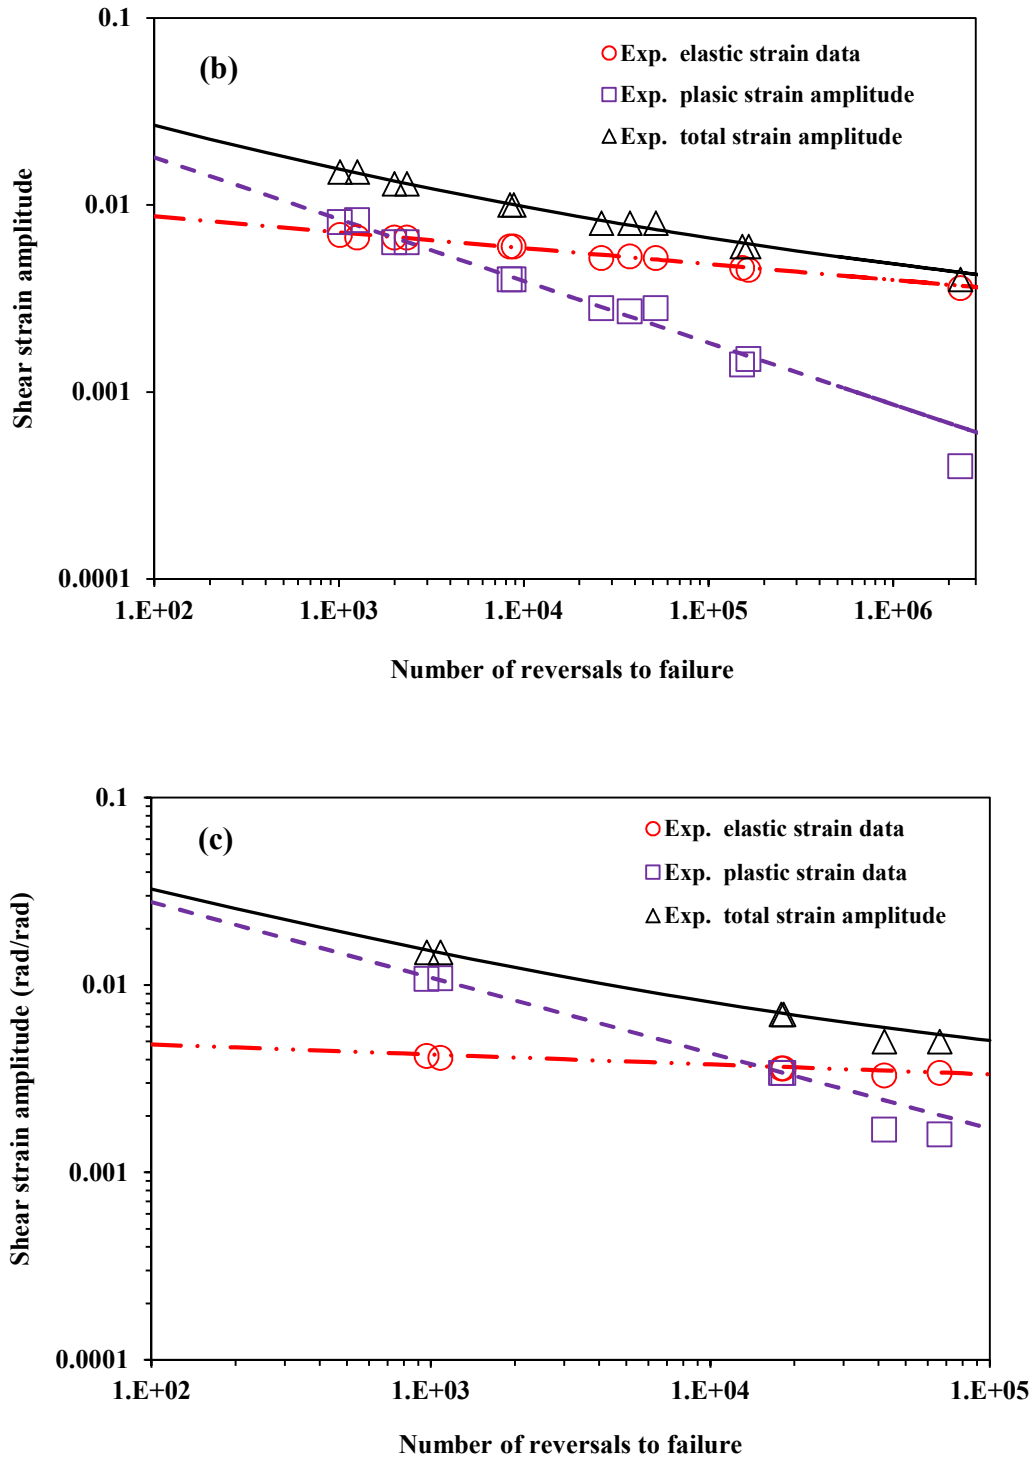 0.1
(b)
Exp. elastic strain data
Exp. plasic strain amplitude
Exp. total strain amplitude
0.01
0.001
0.0001
Shear strain amplitude
1.E+02 1.E+03 1.E+04 1.E+05 1.E+06
Number of reversals to failure
0.1
(c)
Exp. elastic strain data
Exp. plastic strain data
Exp. total strain amplitude
0.01
0.001
0.0001
Shear strain amplitude (rad/rad)
1.E+02 1.E+03 1.E+04 1.E+05
Number of reversals to failure